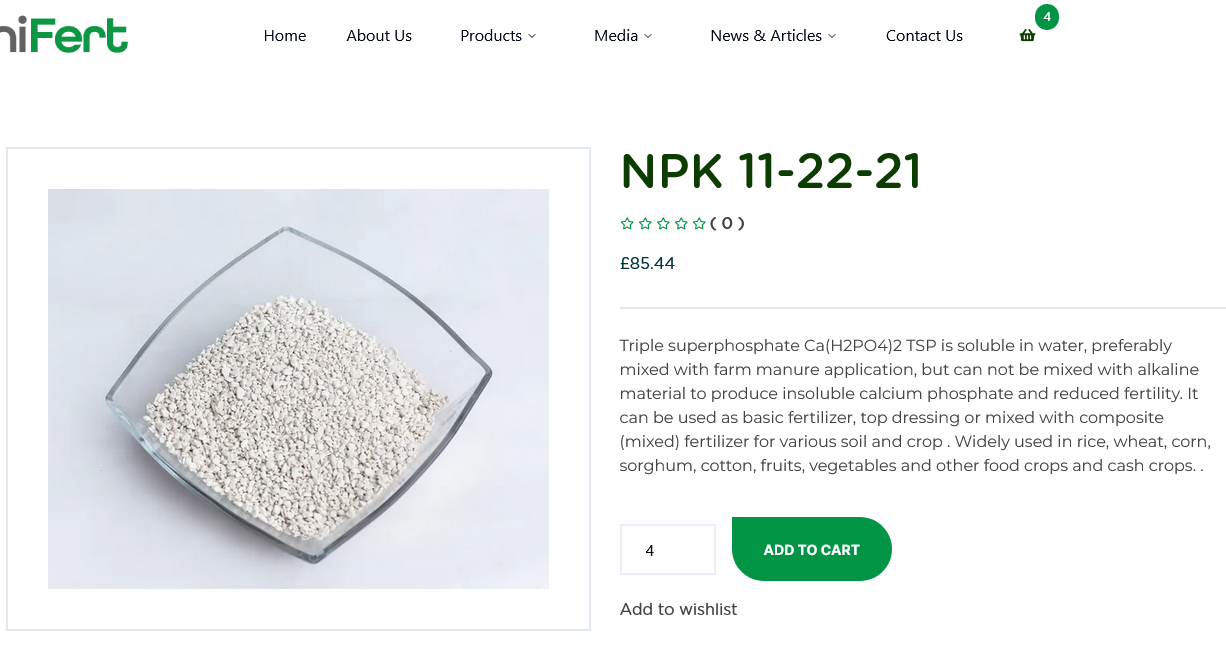 niFert
Home About Us Products Media News & Articles Contact Us 4
NPK 11-22-21
( 0 )
£85.44
Triple superphosphate Ca(H2PO4)2 TSP is soluble in water, preferably
mixed with farm manure application, but can not be mixed with alkaline
material to produce insoluble calcium phosphate and reduced fertility. It
can be used as basic fertilizer, top dressing or mixed with composite
(mixed) fertilizer for various soil and crop . Widely used in rice, wheat, corn,
sorghum, cotton, fruits, vegetables and other food crops and cash crops. .
4 ADD TO CART
Add to wishlist